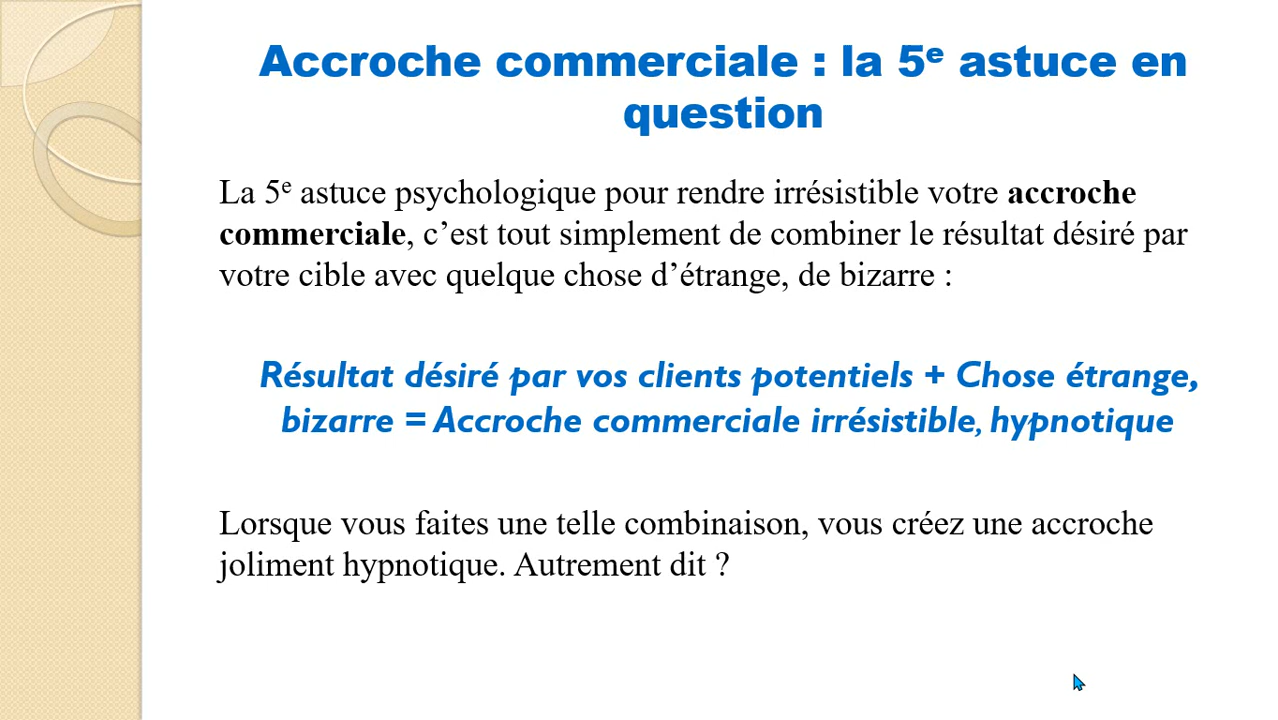 Accroche commerciale : la 5e astuce en
question
La 5e astuce psychologique pour rendre irrésistible votre accroche
commerciale, c’est tout simplement de combiner le résultat désiré par
votre cible avec quelque chose d’étrange, de bizarre :
Résultat désiré par vos clients potentiels + Chose étrange,
bizarre = Accroche commerciale irrésistible, hypnotique
Lorsque vous faites une telle combinaison, vous créez une accroche
joliment hypnotique. Autrement dit ?